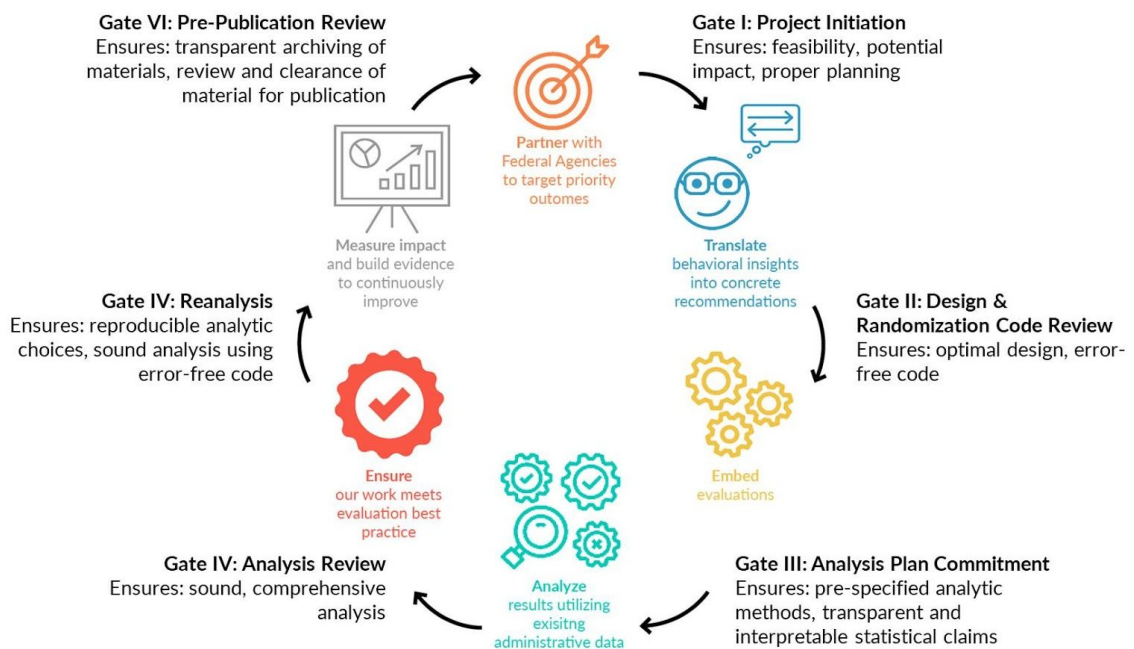 Gate VI: Pre-Publication Review
Ensures: transparent archiving of
materials, review and clearance of
material for publication
Gate I: Project Initiation
Ensures: feasibility, potential
impact, proper planning
Partner with
Federal Agencies
to target priority
outcomes
Translate
behavioral insights
into concrete
recommendations
Measure impact
and build evidence
to continuously
improve
Gate IV: Reanalysis
Ensures: reproducible analytic
choices, sound analysis using
error-free code
Gate II: Design &
Randomization Code Review
Ensures: optimal design, error-
free code
Ensure
our work meets
evaluation best
practice
Embed
evaluations
Gate IV: Analysis Review
Ensures: sound, comprehensive
analysis
Analyze
results utilizing
exisitng
administrative data
Gate III: Analysis Plan Commitment
Ensures: pre-specified analytic
methods, transparent and
interpretable statistical claims